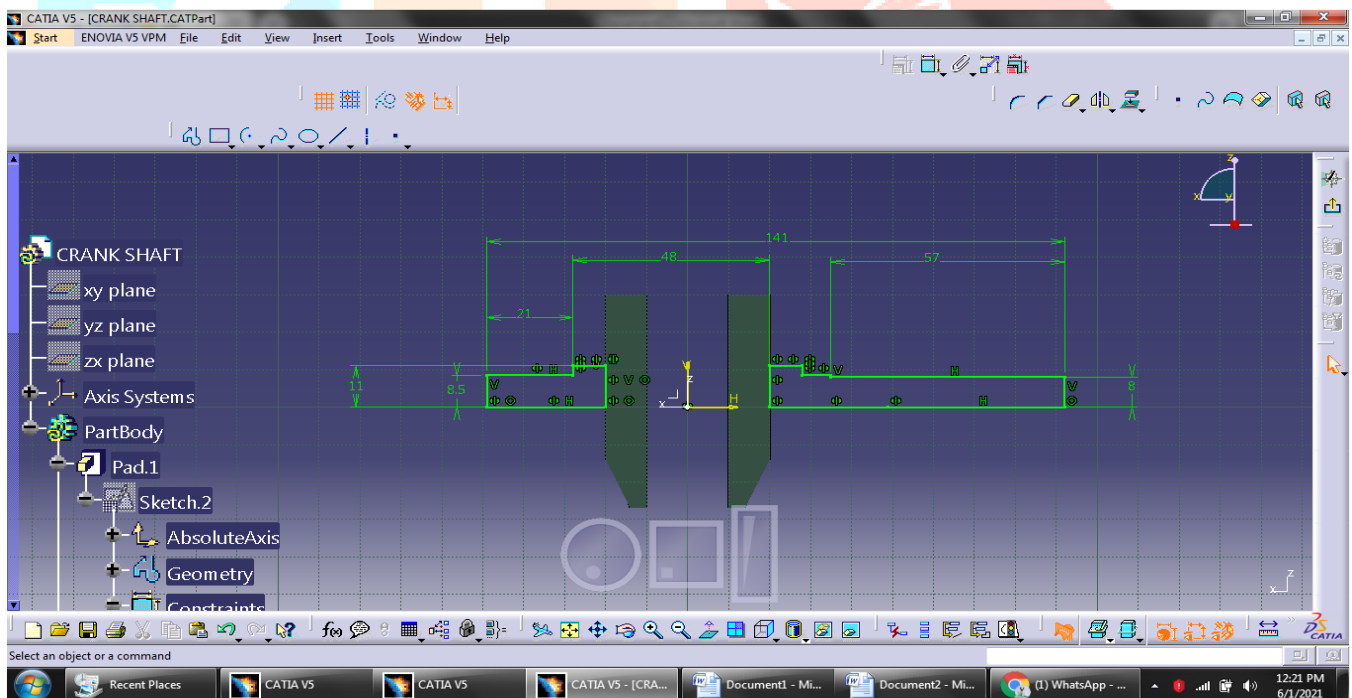 CATIA V5 - [CRANK SHAFT.CATPart]
Start ENOVIA V5 VPM File Edit View Insert Tools Window Help
z
x y
141
48 57
21
11 8.5 V H V H V 8
V H V z H H
x H
CRANK SHAFT
xy plane
yz plane
zx plane
Axis Systems
PartBody
Pad.1
Sketch.2
AbsoluteAxis
Geometry
Constraints
z
x
f(x)
CATIA
Select an object or a command
Recent Places CATIA V5 CATIA V5 CATIA V5 - [CRA... Document1 - Mi... Document2 - Mi... (1) WhatsApp - ... 12:21 PM
6/1/2021